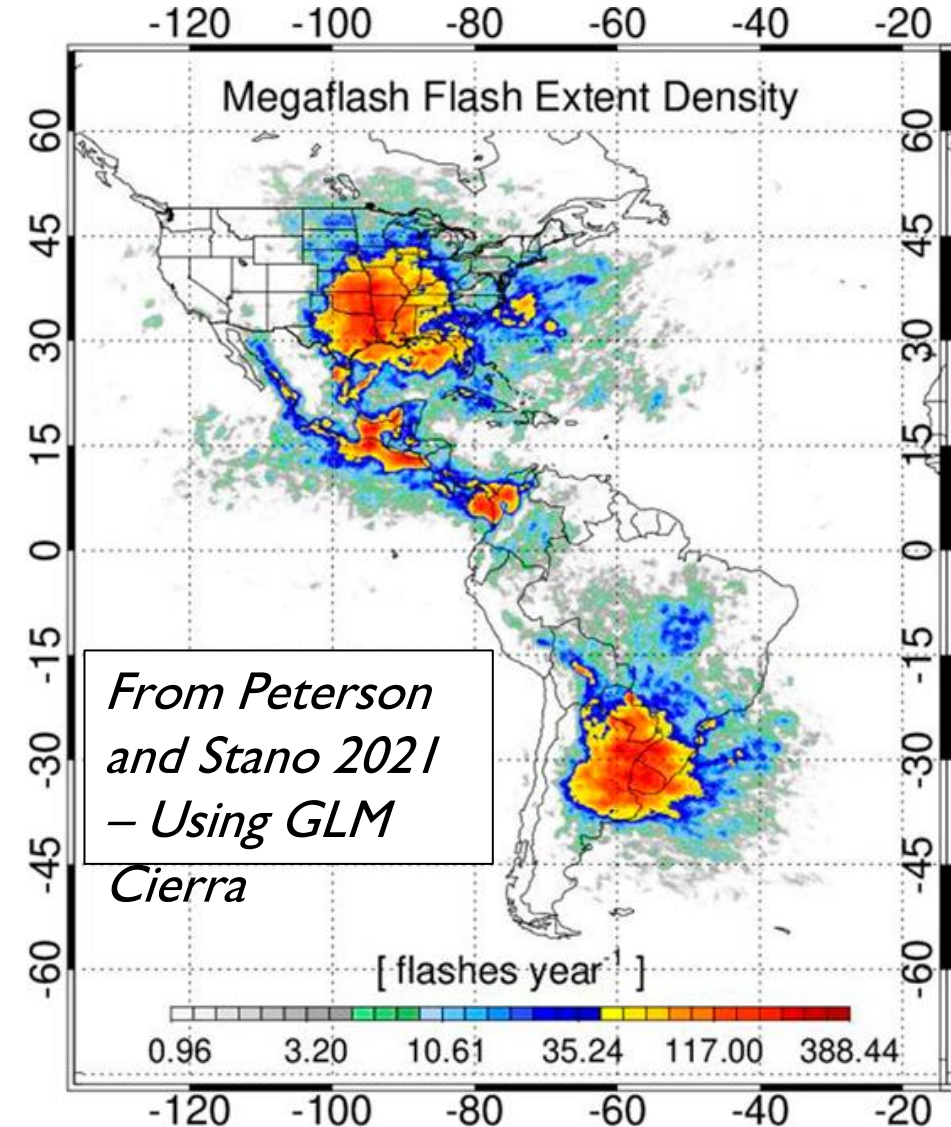 -120 -100 -80 -60 -40 -20
Megaflash Flash Extent Density
60 60
45 45
30 30
15 15
0 0
-15 -15
-30 -30
-45 -45
-60 -60
From Peterson
and Stano 2021
– Using GLM
Cierra
[ flashes year-1 ]
0.96 3.20 10.61 35.24 117.00 388.44
-120 -100 -80 -60 -40 -20